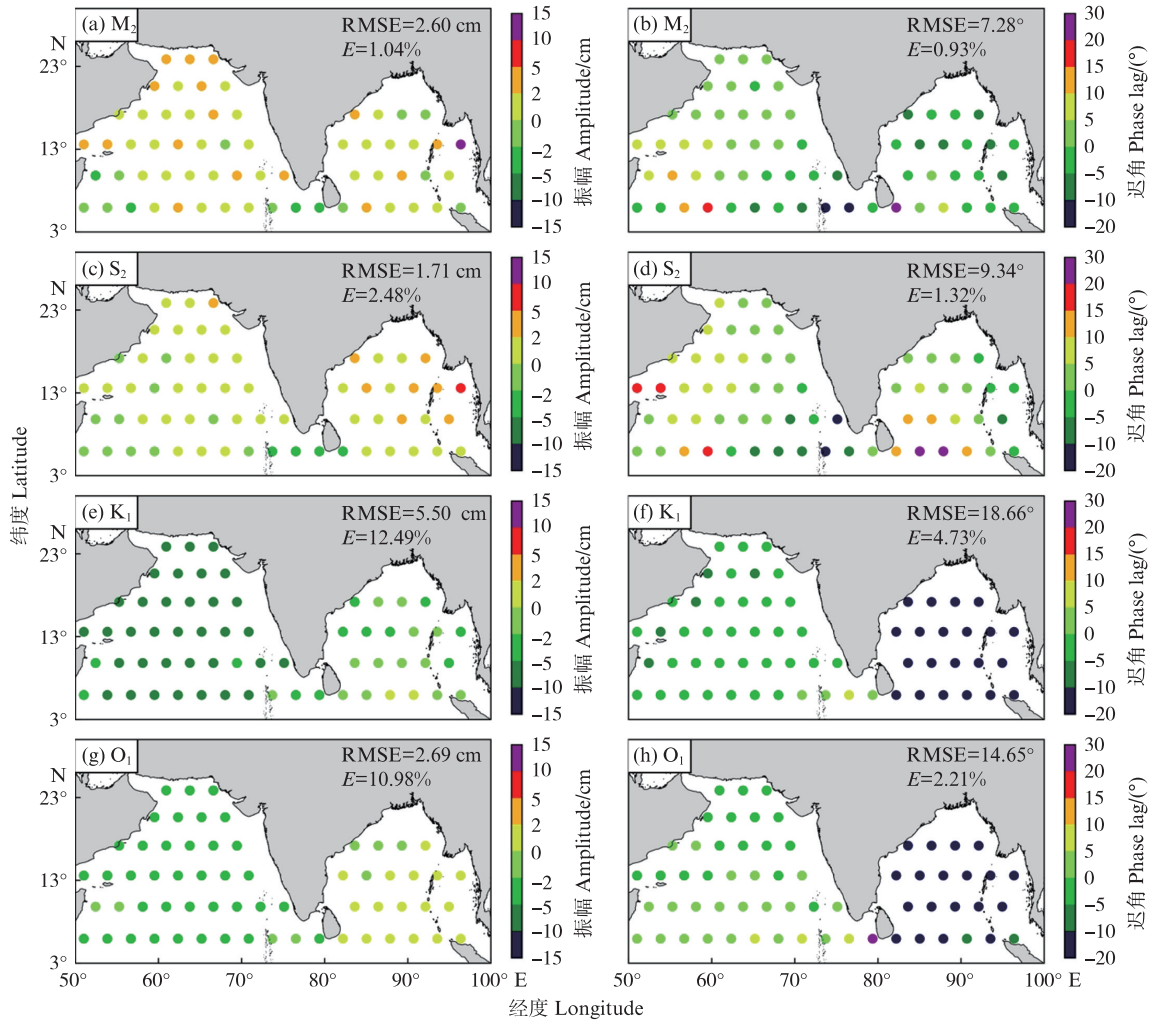 (a) M₂
RMSE=2.60 cm
E=1.04%
N
23°
13°
3°
15
10
5
2
0
−2
−5
−10
−15
振幅 Amplitude/cm
(b) M₂
RMSE=7.28°
E=0.93%
30
20
15
10
5
0
−5
−10
−20
迟角 Phase lag/(°)
(c) S₂
RMSE=1.71 cm
E=2.48%
N
23°
13°
3°
15
10
5
2
0
−2
−5
−10
−15
振幅 Amplitude/cm
(d) S₂
RMSE=9.34°
E=1.32%
30
20
15
10
5
0
−5
−10
−20
迟角 Phase lag/(°)
纬度 Latitude
(e) K₁
RMSE=5.50 cm
E=12.49%
N
23°
13°
3°
15
10
5
2
0
−2
−5
−10
−15
振幅 Amplitude/cm
(f) K₁
RMSE=18.66°
E=4.73%
30
20
15
10
5
0
−5
−10
−20
迟角 Phase lag/(°)
(g) O₁
RMSE=2.69 cm
E=10.98%
N
23°
13°
3°
15
10
5
2
0
−2
−5
−10
−15
振幅 Amplitude/cm
(h) O₁
RMSE=14.65°
E=2.21%
30
20
15
10
5
0
−5
−10
−20
迟角 Phase lag/(°)
50° 60° 70° 80° 90° 100° E
50° 60° 70° 80° 90° 100° E
经度 Longitude